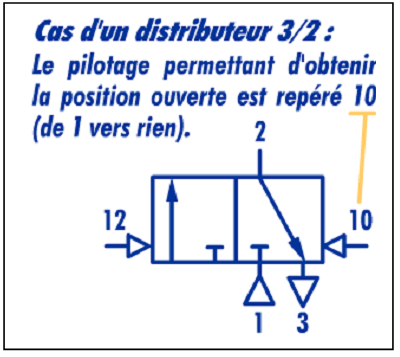 Cas d'un distributeur 3/2 :
Le pilotage permettant d'obtenir
la position ouverte est repéré 10
(de 1 vers rien).
2
12
10
1
3